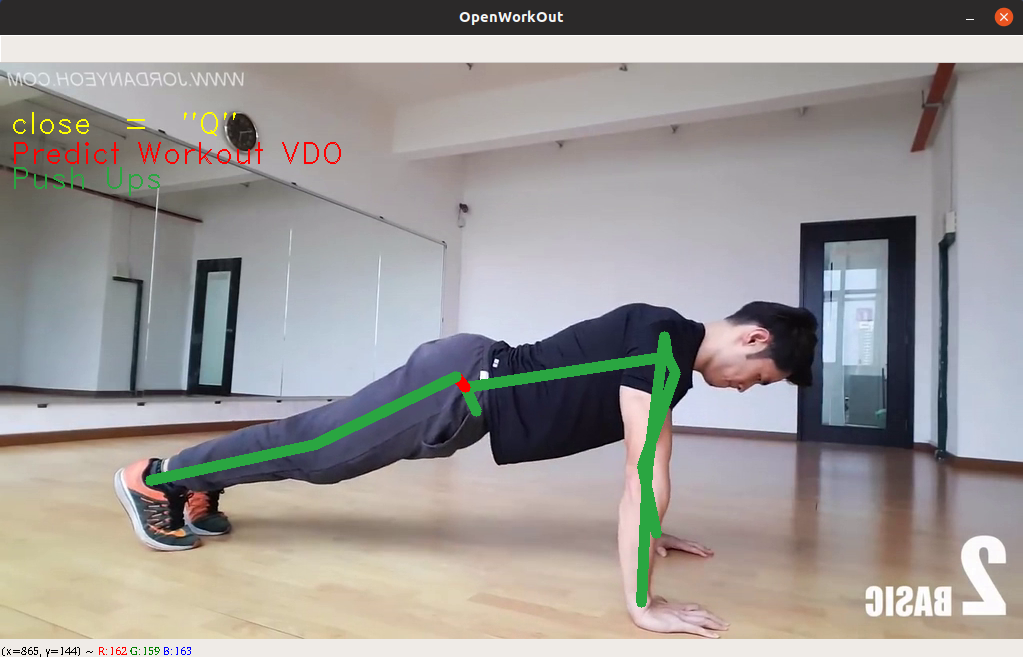 OpenWorkOut
WWW.JORDANYEOH.COM
close = "Q"
Predict Workout VDO
Push Ups
2 BASIC
(x=865, y=144) ~ R:162 G:159 B:163